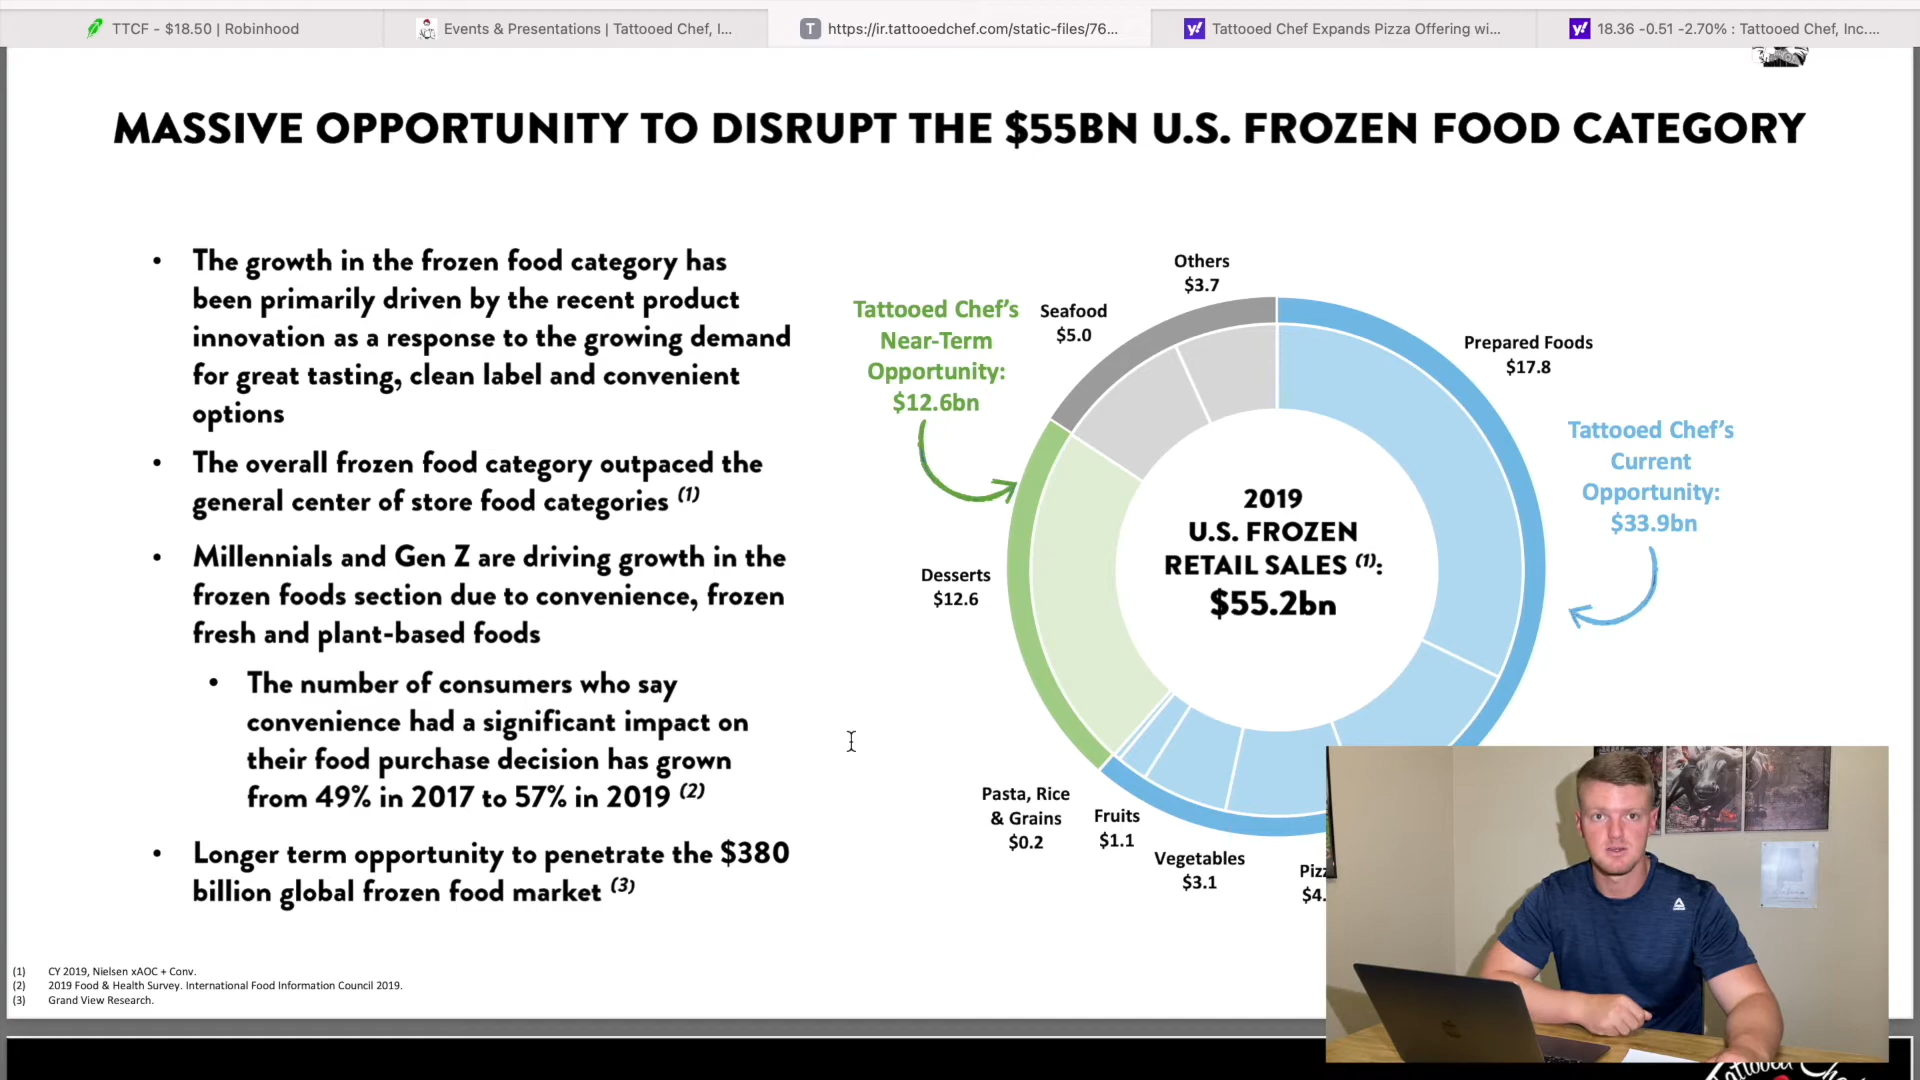 TTCF - $18.50 | Robinhood
Events & Presentations | Tattooed Chef, I...
T https://ir.tattooedchef.com/static-files/76...
y! Tattooed Chef Expands Pizza Offering wi...
y! 18.36 -0.51 -2.70% : Tattooed Chef, Inc....
MASSIVE OPPORTUNITY TO DISRUPT THE $55BN U.S. FROZEN FOOD CATEGORY
• The growth in the frozen food category has
been primarily driven by the recent product
innovation as a response to the growing demand
for great tasting, clean label and convenient
options
• The overall frozen food category outpaced the
general center of store food categories (1)
• Millennials and Gen Z are driving growth in the
frozen foods section due to convenience, frozen
fresh and plant-based foods
• The number of consumers who say
convenience had a significant impact on
their food purchase decision has grown
from 49% in 2017 to 57% in 2019 (2)
• Longer term opportunity to penetrate the $380
billion global frozen food market (3)
Tattooed Chef's
Near-Term
Opportunity:
$12.6bn
Seafood
$5.0
Others
$3.7
Prepared Foods
$17.8
Tattooed Chef's
Current
Opportunity:
$33.9bn
2019
U.S. FROZEN
RETAIL SALES (1):
$55.2bn
Desserts
$12.6
Pasta, Rice
& Grains
$0.2
Fruits
$1.1
Vegetables
$3.1
Pizz
$4.
(1) CY 2019, Nielsen xAOC + Conv.
(2) 2019 Food & Health Survey. International Food Information Council 2019.
(3) Grand View Research.